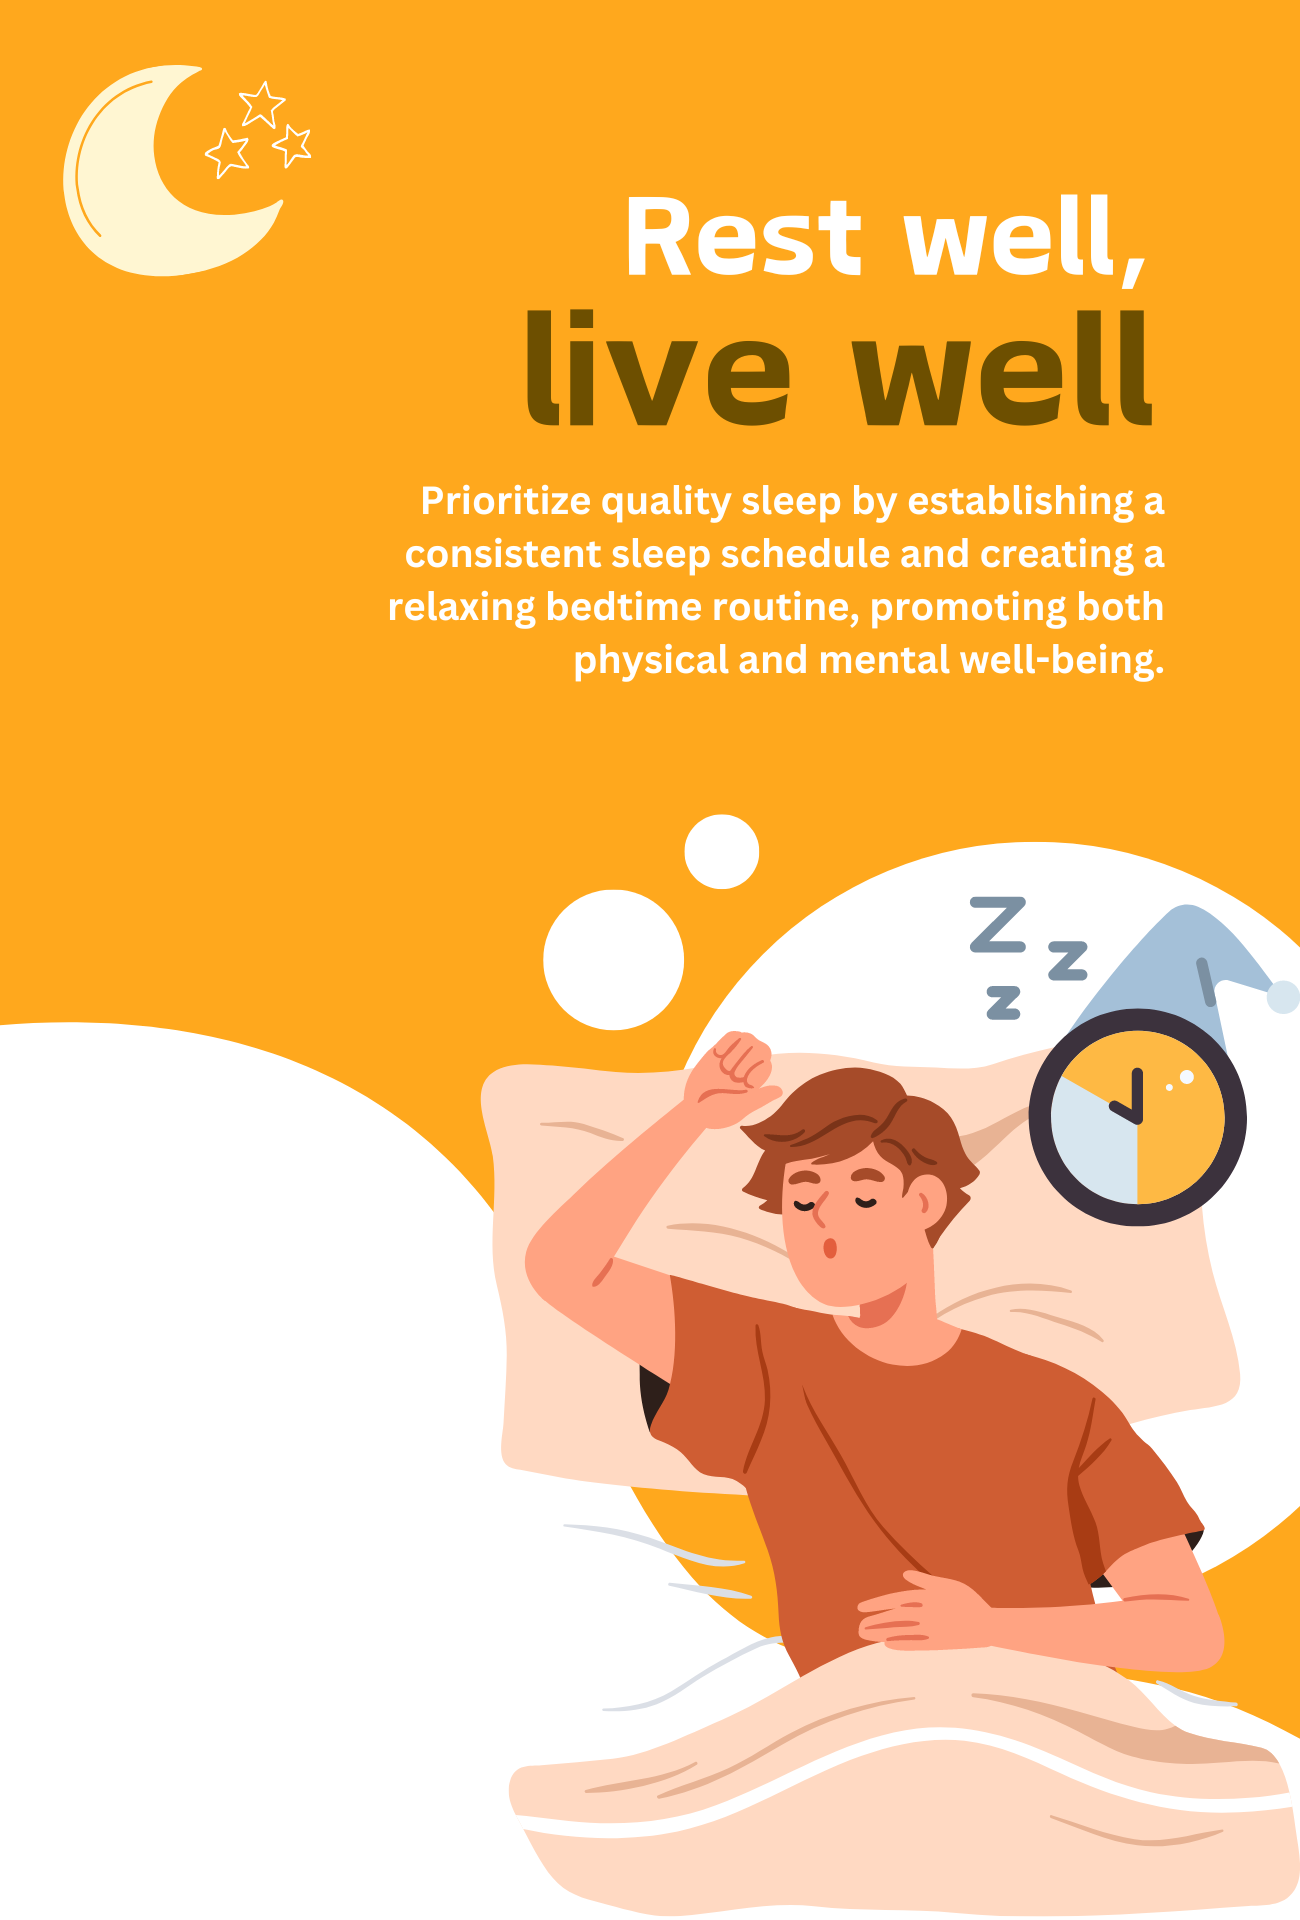 Rest well,
live well
Prioritize quality sleep by establishing a
consistent sleep schedule and creating a
relaxing bedtime routine, promoting both
physical and mental well-being.
Z
z
z